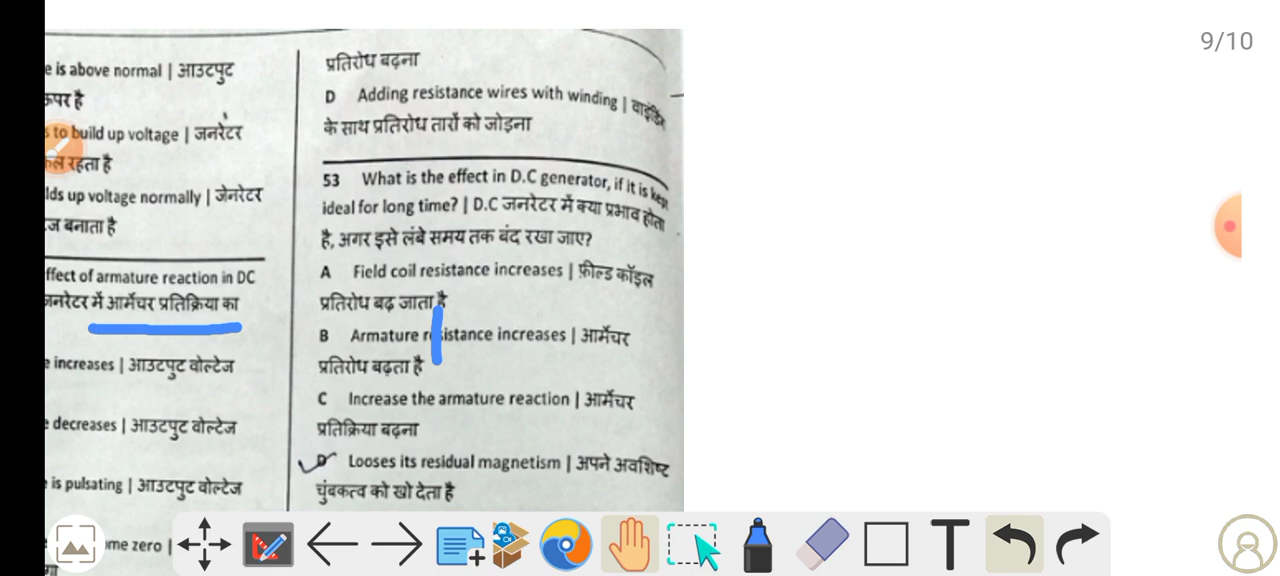 9/10
e is above normal | आउटपुट
ऊपर है
s to build up voltage | जनरेटर
रहता है
lds up voltage normally | जेनरेटर
ज बनाता है
ffect of armature reaction in DC
जनरेटर में आर्मेचर प्रतिक्रिया का
e increases | आउटपुट वोल्टेज
e decreases | आउटपुट वोल्टेज
is pulsating | आउटपुट वोल्टेज
ome zero |
प्रतिरोध बढ़ना
D Adding resistance wires with winding | वाइंडिंग
के साथ प्रतिरोध तारों को जोड़ना
53 What is the effect in D.C generator, if it is kept
ideal for long time? | D.C जनरेटर में क्या प्रभाव होता
है, अगर इसे लंबे समय तक बंद रखा जाए?
A Field coil resistance increases | फ़ील्ड कॉइल
प्रतिरोध बढ़ जाता है
B Armature resistance increases | आर्मेचर
प्रतिरोध बढ़ता है
C Increase the armature reaction | आर्मेचर
प्रतिक्रिया बढ़ना
D Looses its residual magnetism | अपने अवशिष्ट
चुंबकत्व को खो देता है
T